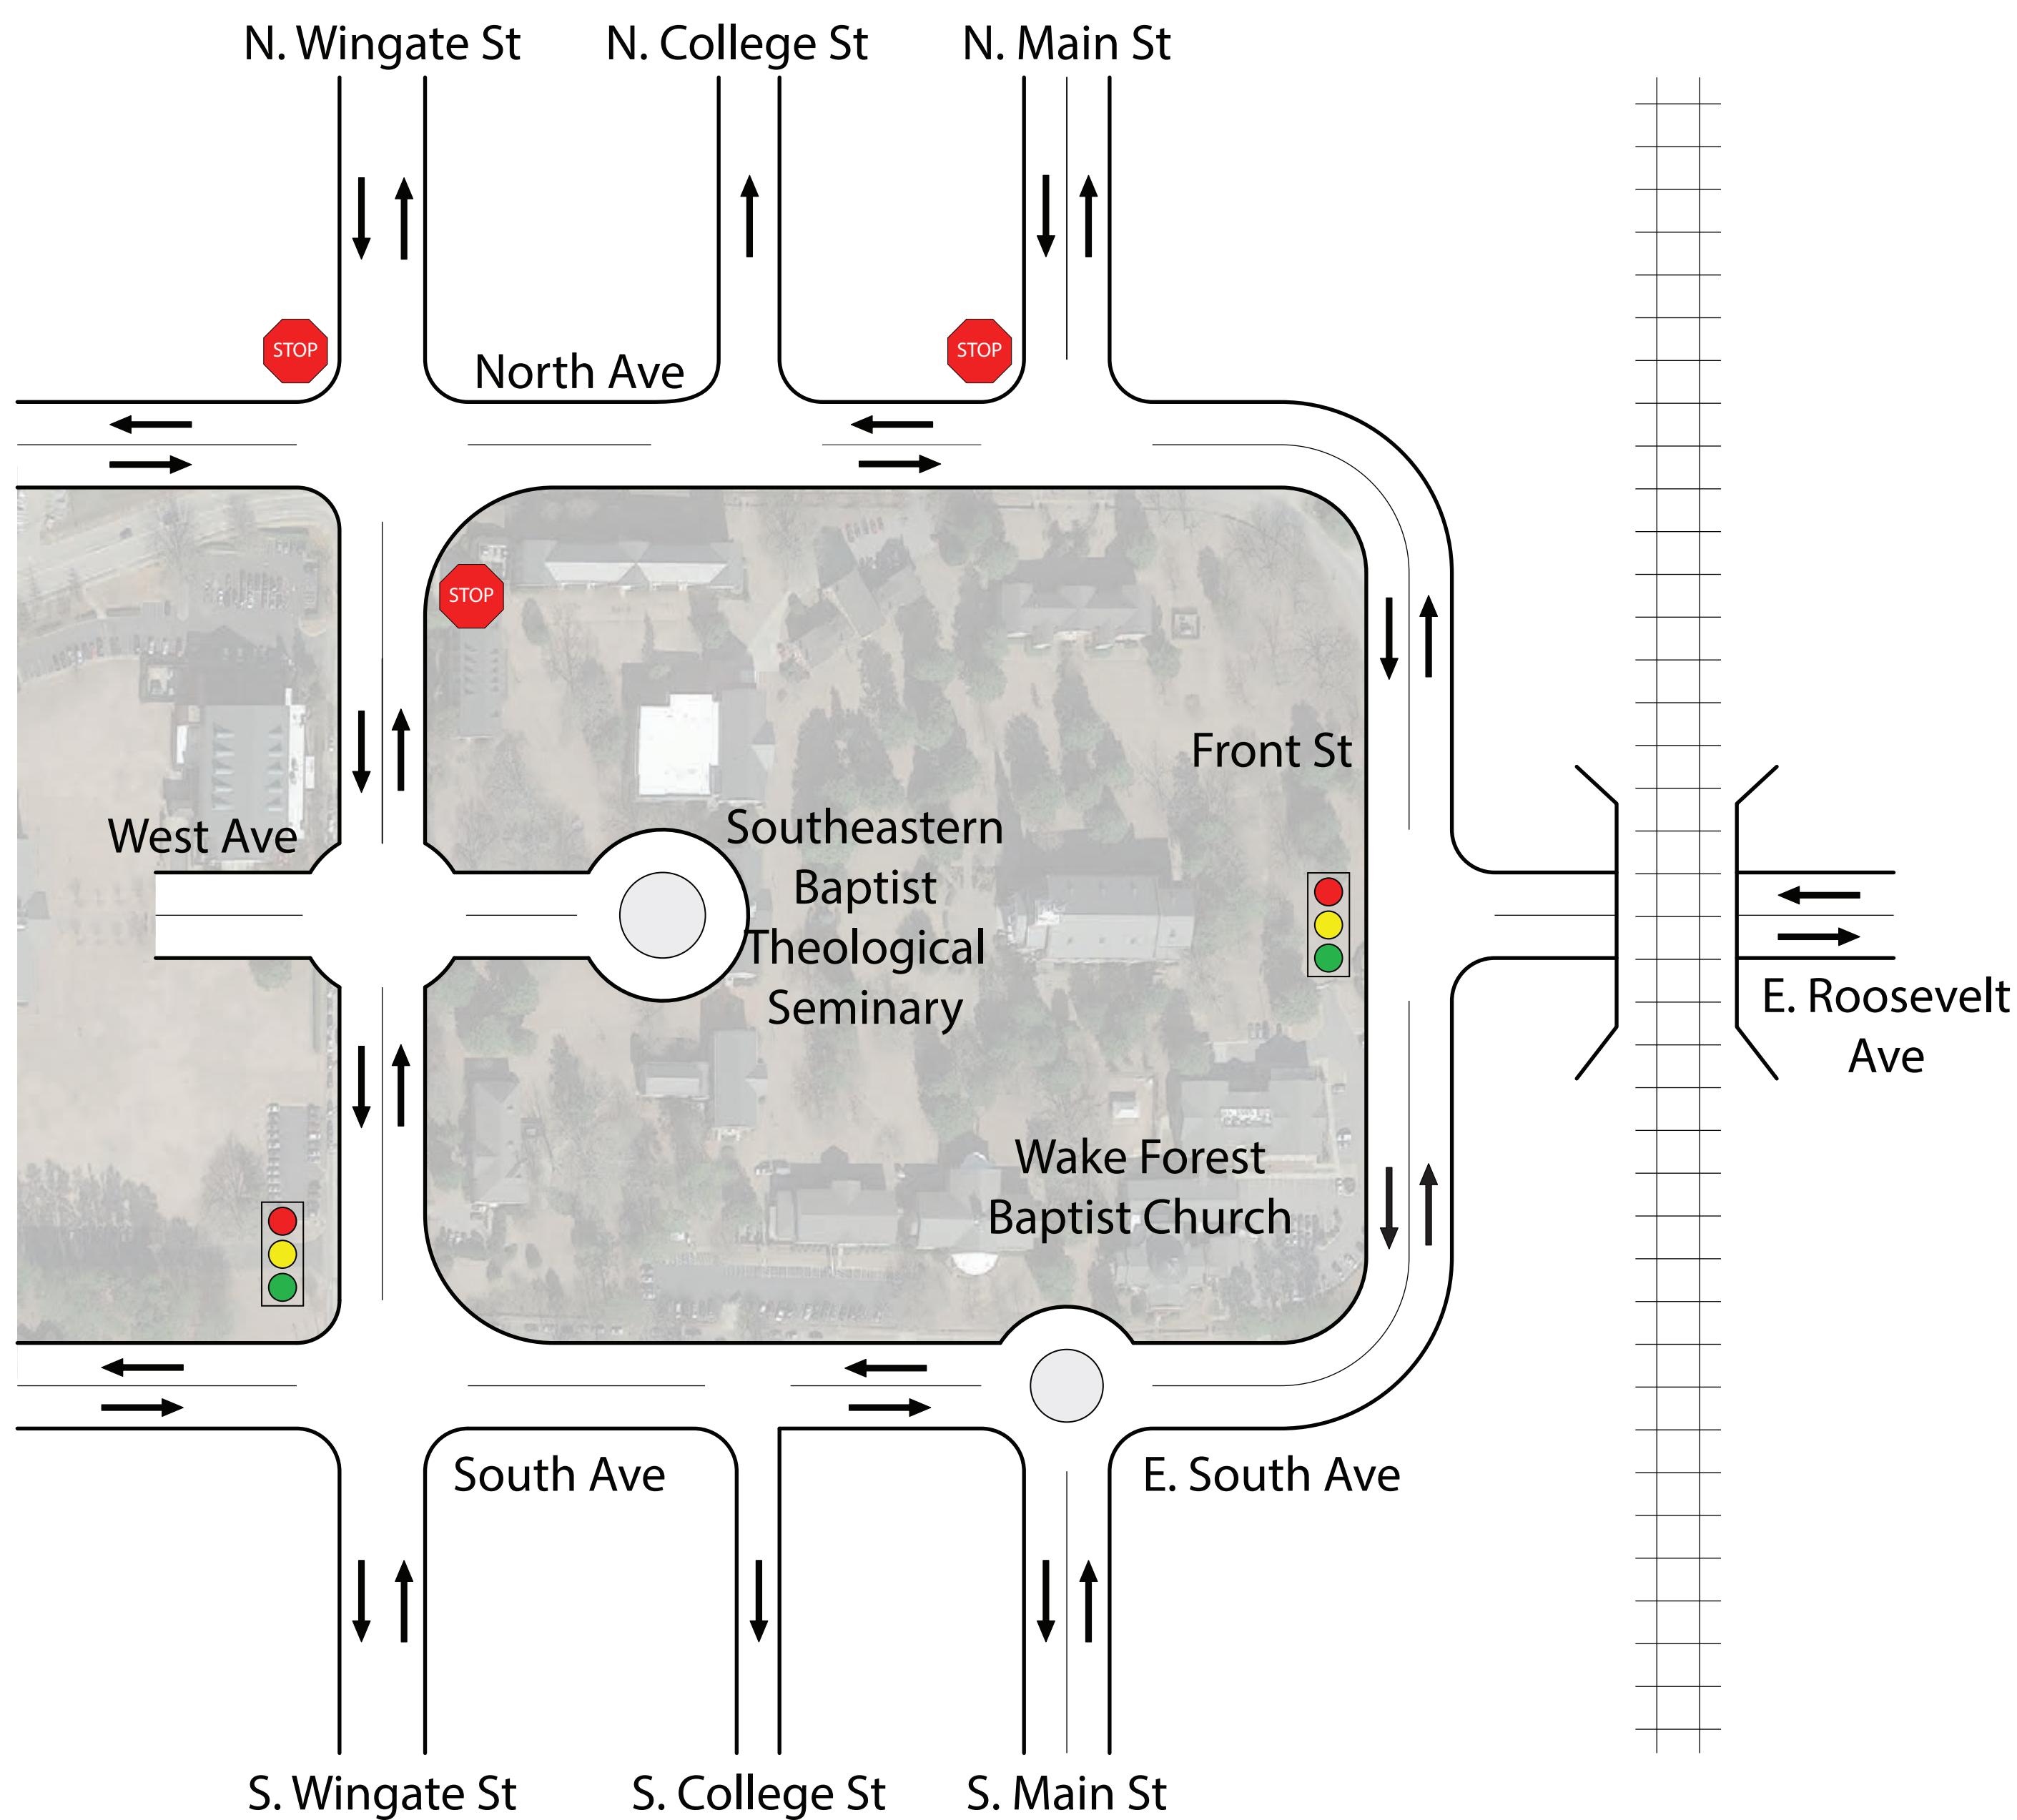 N. Wingate St
N. College St
N. Main St
STOP
STOP
North Ave
STOP
Front St
West Ave
Southeastern
Baptist
Theological
Seminary
E. Roosevelt
Ave
Wake Forest
Baptist Church
South Ave
E. South Ave
S. Wingate St
S. College St
S. Main St